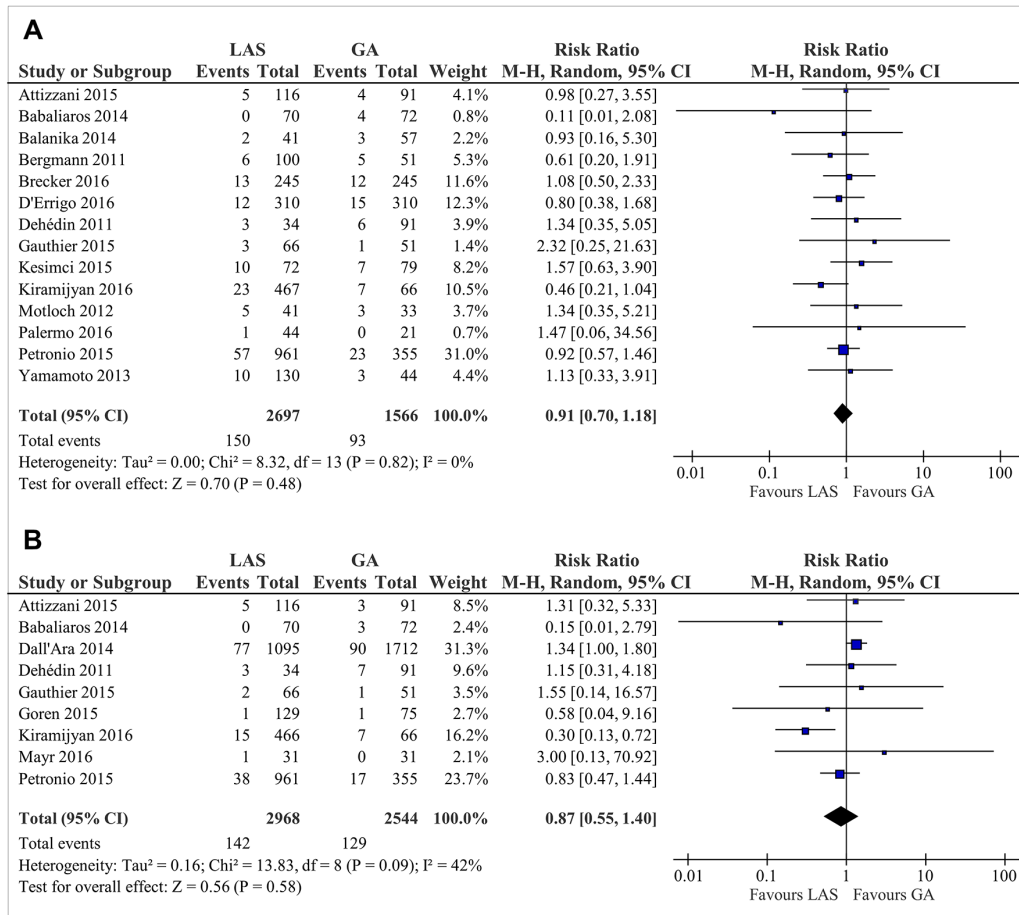 A
LAS GA Risk Ratio Risk Ratio
Study or Subgroup Events Total Events Total Weight M-H, Random, 95% CI M-H, Random, 95% CI
Attizzani 2015 5 116 4 91 4.1% 0.98 [0.27, 3.55]
Babaliaros 2014 0 70 4 72 0.8% 0.11 [0.01, 2.08]
Balanika 2014 2 41 3 57 2.2% 0.93 [0.16, 5.30]
Bergmann 2011 6 100 5 51 5.3% 0.61 [0.20, 1.91]
Brecker 2016 13 245 12 245 11.6% 1.08 [0.50, 2.33]
D'Errigo 2016 12 310 15 310 12.3% 0.80 [0.38, 1.68]
Dehédin 2011 3 34 6 91 3.9% 1.34 [0.35, 5.05]
Gauthier 2015 3 66 1 51 1.4% 2.32 [0.25, 21.63]
Kesimci 2015 10 72 7 79 8.2% 1.57 [0.63, 3.90]
Kiramijyan 2016 23 467 7 66 10.5% 0.46 [0.21, 1.04]
Motloch 2012 5 41 3 33 3.7% 1.34 [0.35, 5.21]
Palermo 2016 1 44 0 21 0.7% 1.47 [0.06, 34.56]
Petronio 2015 57 961 23 355 31.0% 0.92 [0.57, 1.46]
Yamamoto 2013 10 130 3 44 4.4% 1.13 [0.33, 3.91]
Total (95% CI) 2697 1566 100.0% 0.91 [0.70, 1.18]
Total events 150 93
Heterogeneity: Tau² = 0.00; Chi² = 8.32, df = 13 (P = 0.82); I² = 0%
Test for overall effect: Z = 0.70 (P = 0.48)
0.01 0.1 1 10 100
Favours LAS Favours GA
B
LAS GA Risk Ratio Risk Ratio
Study or Subgroup Events Total Events Total Weight M-H, Random, 95% CI M-H, Random, 95% CI
Attizzani 2015 5 116 3 91 8.5% 1.31 [0.32, 5.33]
Babaliaros 2014 0 70 3 72 2.4% 0.15 [0.01, 2.79]
Dall'Ara 2014 77 1095 90 1712 31.3% 1.34 [1.00, 1.80]
Dehédin 2011 3 34 7 91 9.6% 1.15 [0.31, 4.18]
Gauthier 2015 2 66 1 51 3.5% 1.55 [0.14, 16.57]
Goren 2015 1 129 1 75 2.7% 0.58 [0.04, 9.16]
Kiramijyan 2016 15 466 7 66 16.2% 0.30 [0.13, 0.72]
Mayr 2016 1 31 0 31 2.1% 3.00 [0.13, 70.92]
Petronio 2015 38 961 17 355 23.7% 0.83 [0.47, 1.44]
Total (95% CI) 2968 2544 100.0% 0.87 [0.55, 1.40]
Total events 142 129
Heterogeneity: Tau² = 0.16; Chi² = 13.83, df = 8 (P = 0.09); I² = 42%
Test for overall effect: Z = 0.56 (P = 0.58)
0.01 0.1 1 10 100
Favours LAS Favours GA